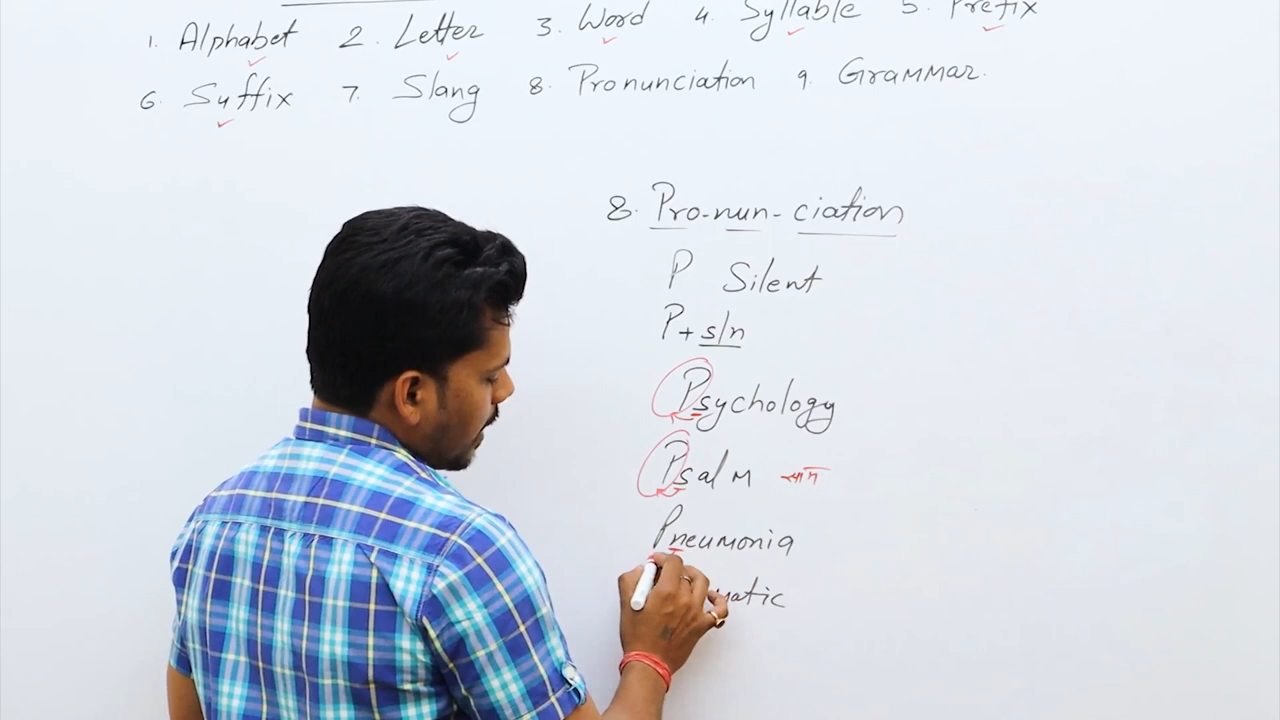 1. Alphabet 2. Letter 3. Word 4. Syllable 5. Prefix
6. Suffix 7. Slang 8. Pronunciation 9. Grammar.
8. Pro-nun-ciation
P Silent
P+s/n
Psychology
Psalm साम
Pneumonia